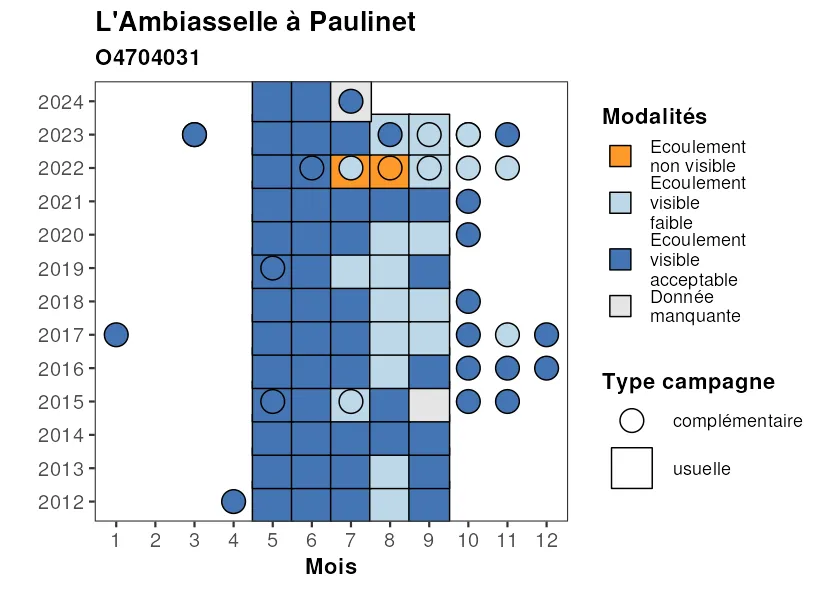 L'Ambiasselle à Paulinet
O4704031
2024
2023
2022
2021
2020
2019
2018
2017
2016
2015
2014
2013
2012
1 2 3 4 5 6 7 8 9 10 11 12
Mois
Modalités
Ecoulement
non visible
Ecoulement
visible
faible
Ecoulement
visible
acceptable
Donnée
manquante
Type campagne
complémentaire
usuelle